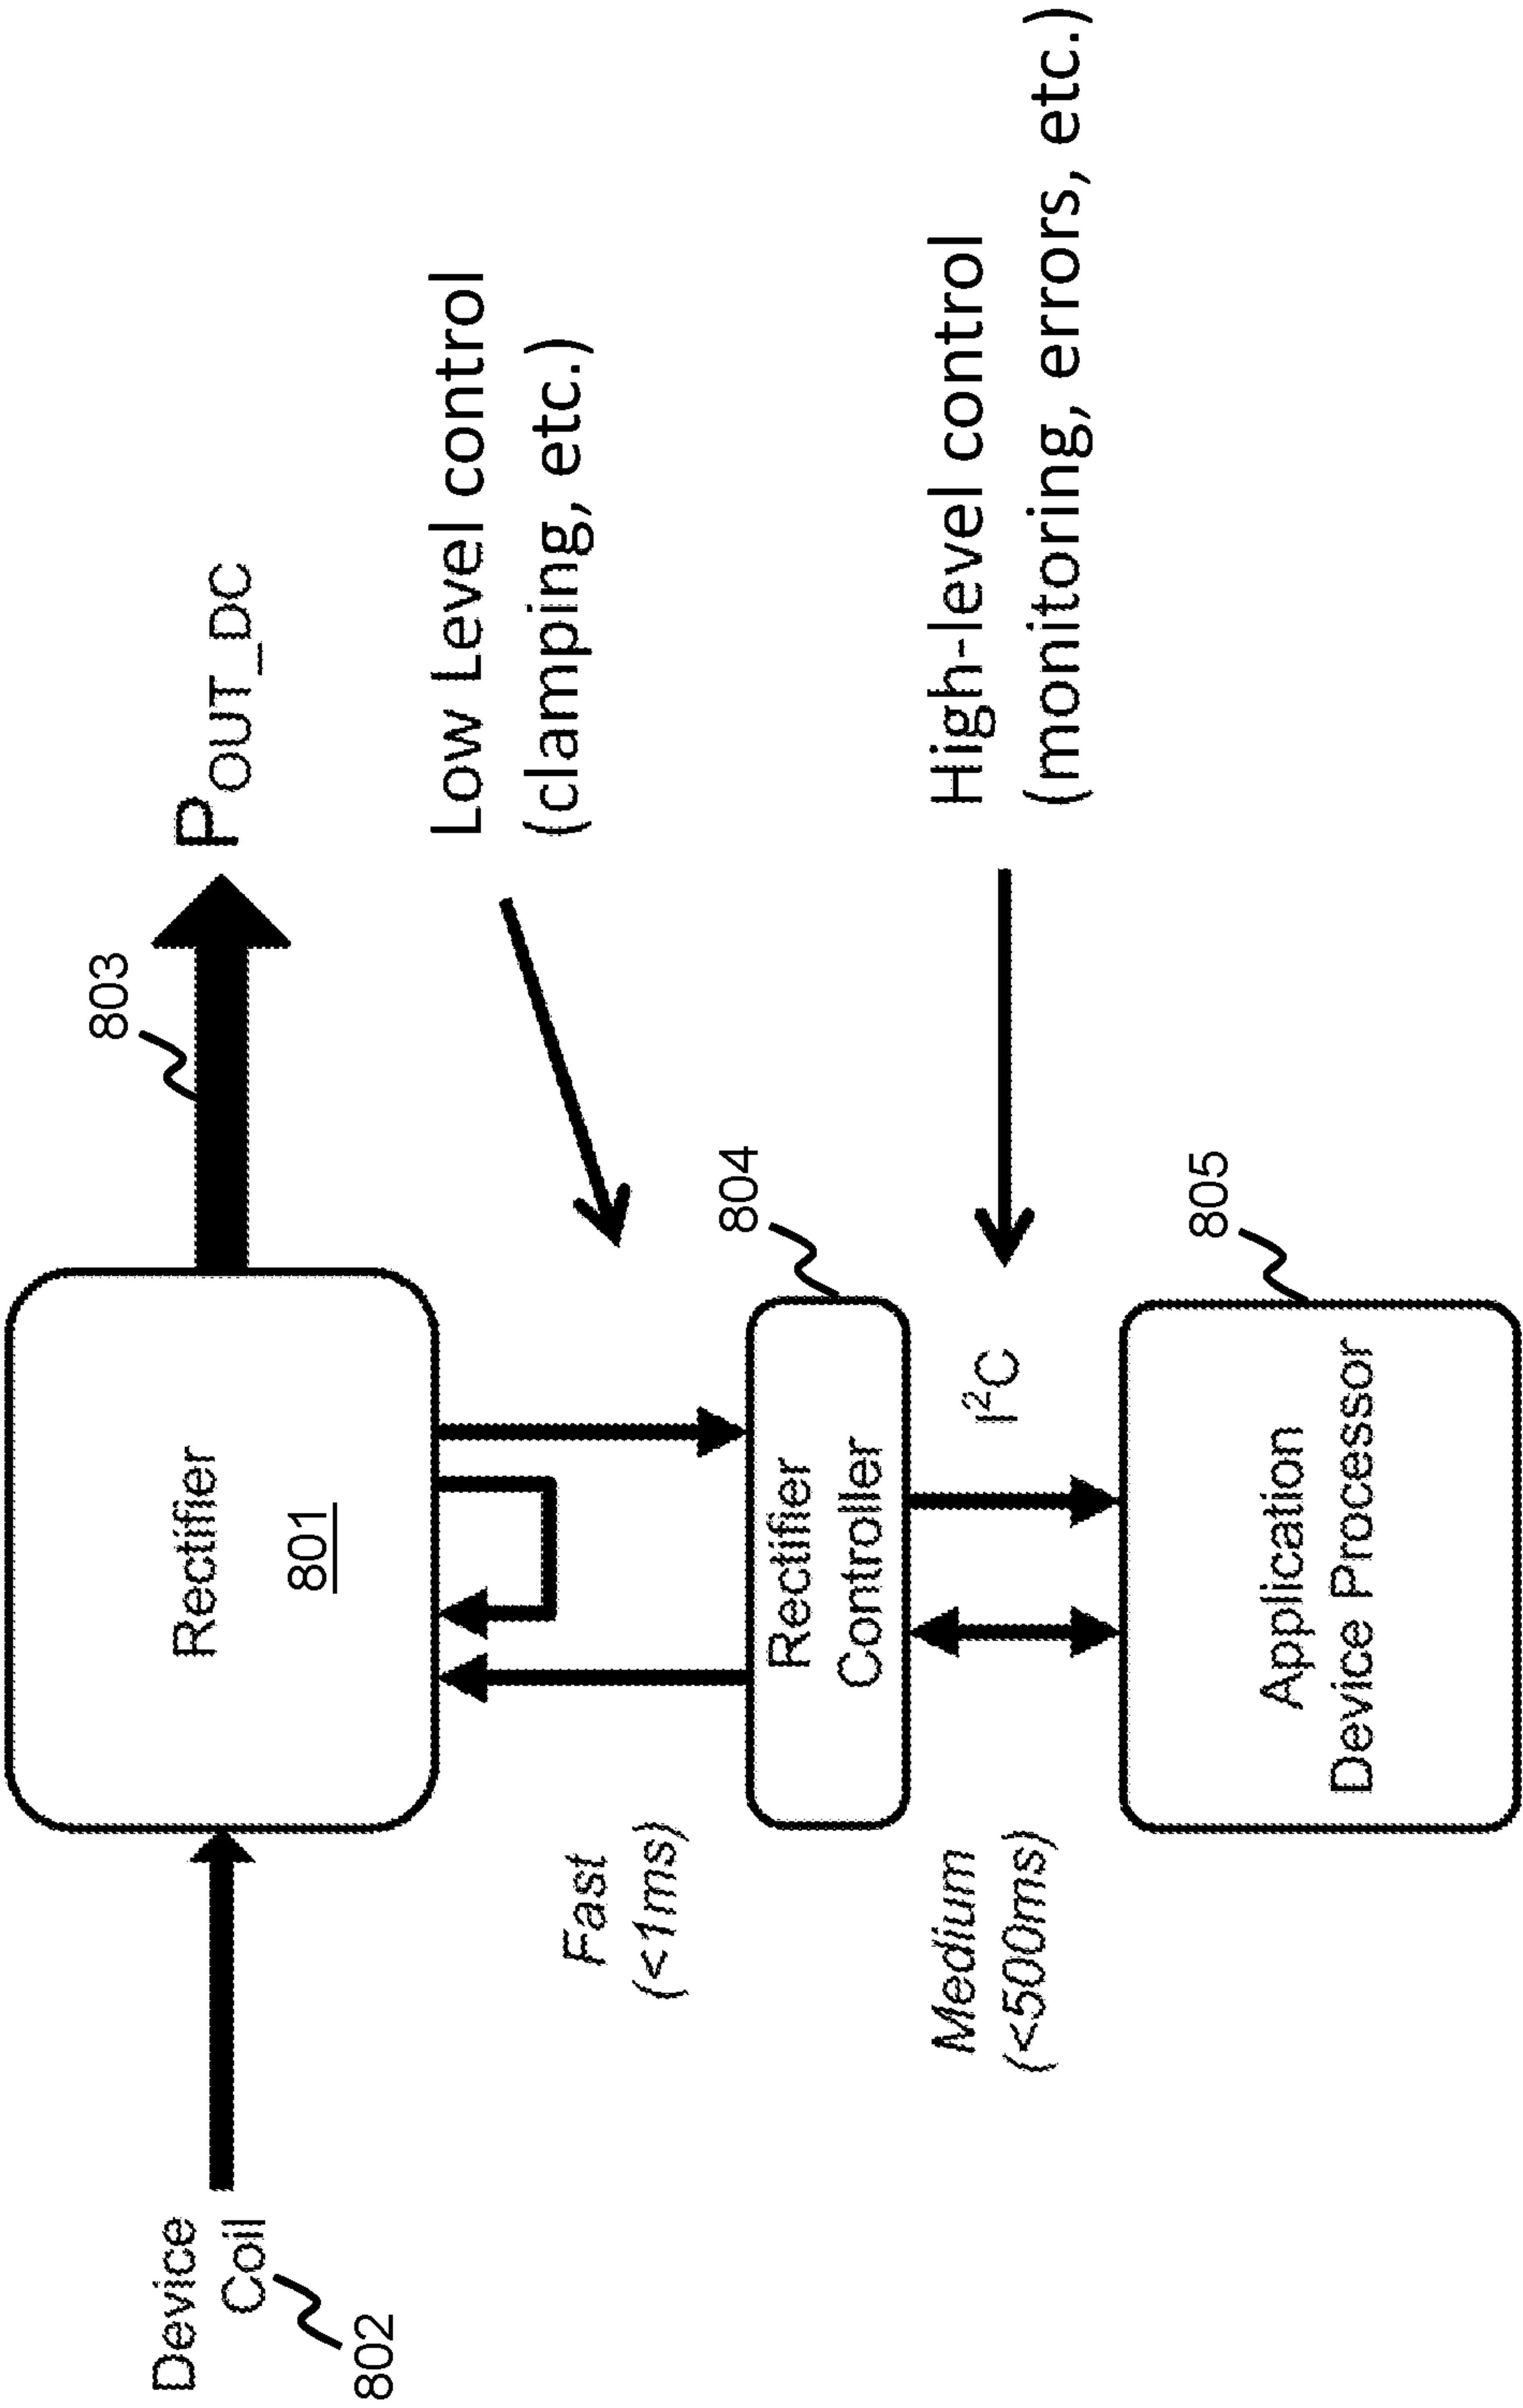 Device
Coil
802
Rectifier
801
803
P_OUT_DC
Fast
(<1ms)
Low Level control
(clamping, etc.)
804
Rectifier
Controller
Medium
(<500ms)
I²C
High-level control
(monitoring, errors, etc.)
805
Application
Device Processor